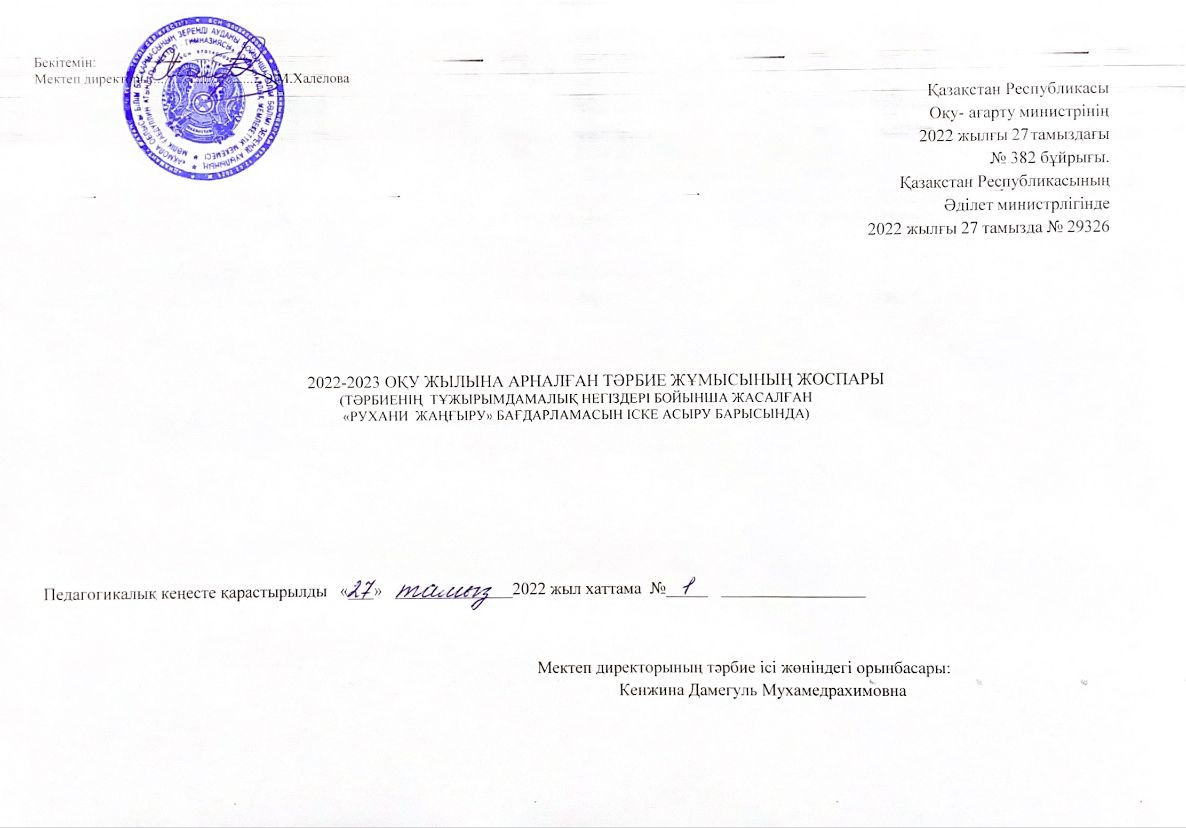 Бекітемін:
Мектеп директоры М.Халелова
Қазақстан Республикасы
Оқу- ағарту министрінің
2022 жылғы 27тамыздағы
№ 382 бұйрығы.
Қазақстан Республикасының
Әділет министрлігінде
2022 жылғы 27 тамызда № 29326
2022-2023 ОҚУ ЖЫЛЫНА АРНАЛҒАН ТӘРБИЕ ЖҰМЫСЫНЫҢ ЖОСПАРЫ
(ТӘРБИЕНІҢ ТҰЖЫРЫМДАМАЛЫҚ НЕГІЗДЕРІ БОЙЫНША ЖАСАЛҒАН
«РУХАНИ ЖАҢҒЫРУ» БАҒДАРЛАМАСЫН ІСКЕ АСЫРУ БАРЫСЫНДА)
Педагогикалық кеңесте қарастырылды «27» тамыз 2022 жыл хаттама № 1
Мектеп директорының тәрбие ісі жөніндегі орынбасары:
Кенжина Дамегуль Мухамедрахимовна